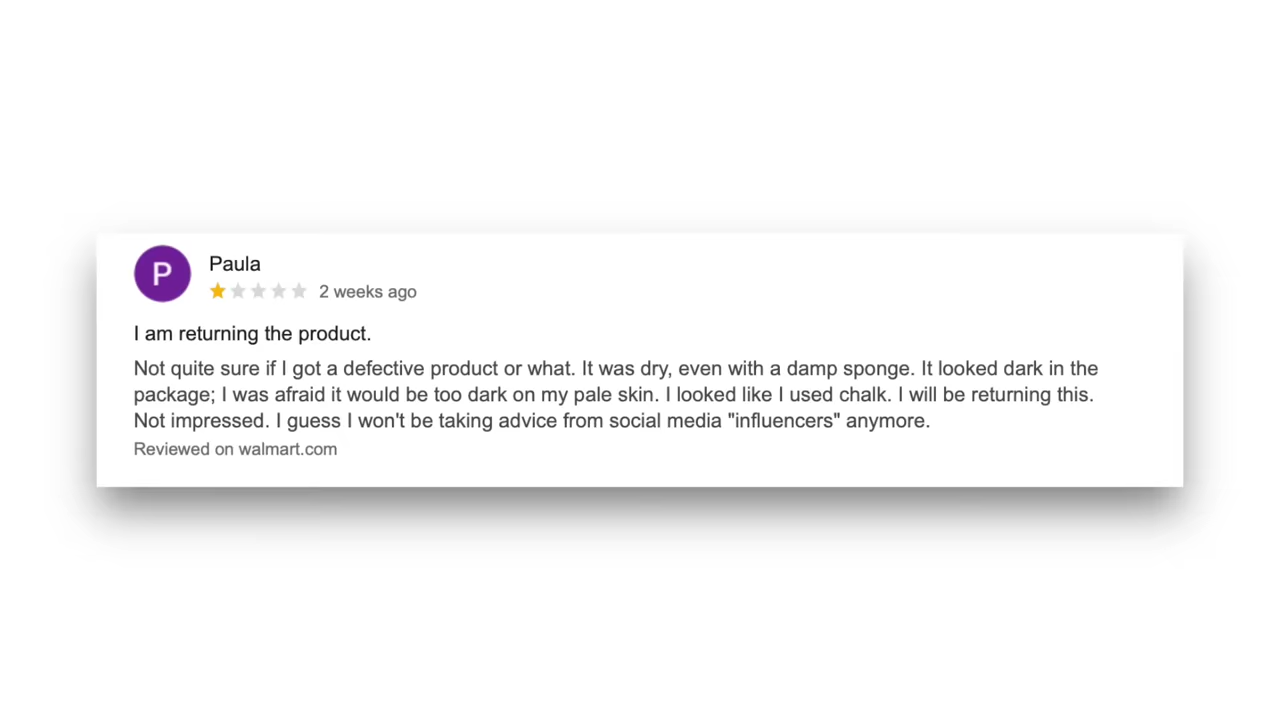 P
Paula
2 weeks ago
I am returning the product.
Not quite sure if I got a defective product or what. It was dry, even with a damp sponge. It looked dark in the
package; I was afraid it would be too dark on my pale skin. I looked like I used chalk. I will be returning this.
Not impressed. I guess I won't be taking advice from social media "influencers" anymore.
Reviewed on walmart.com